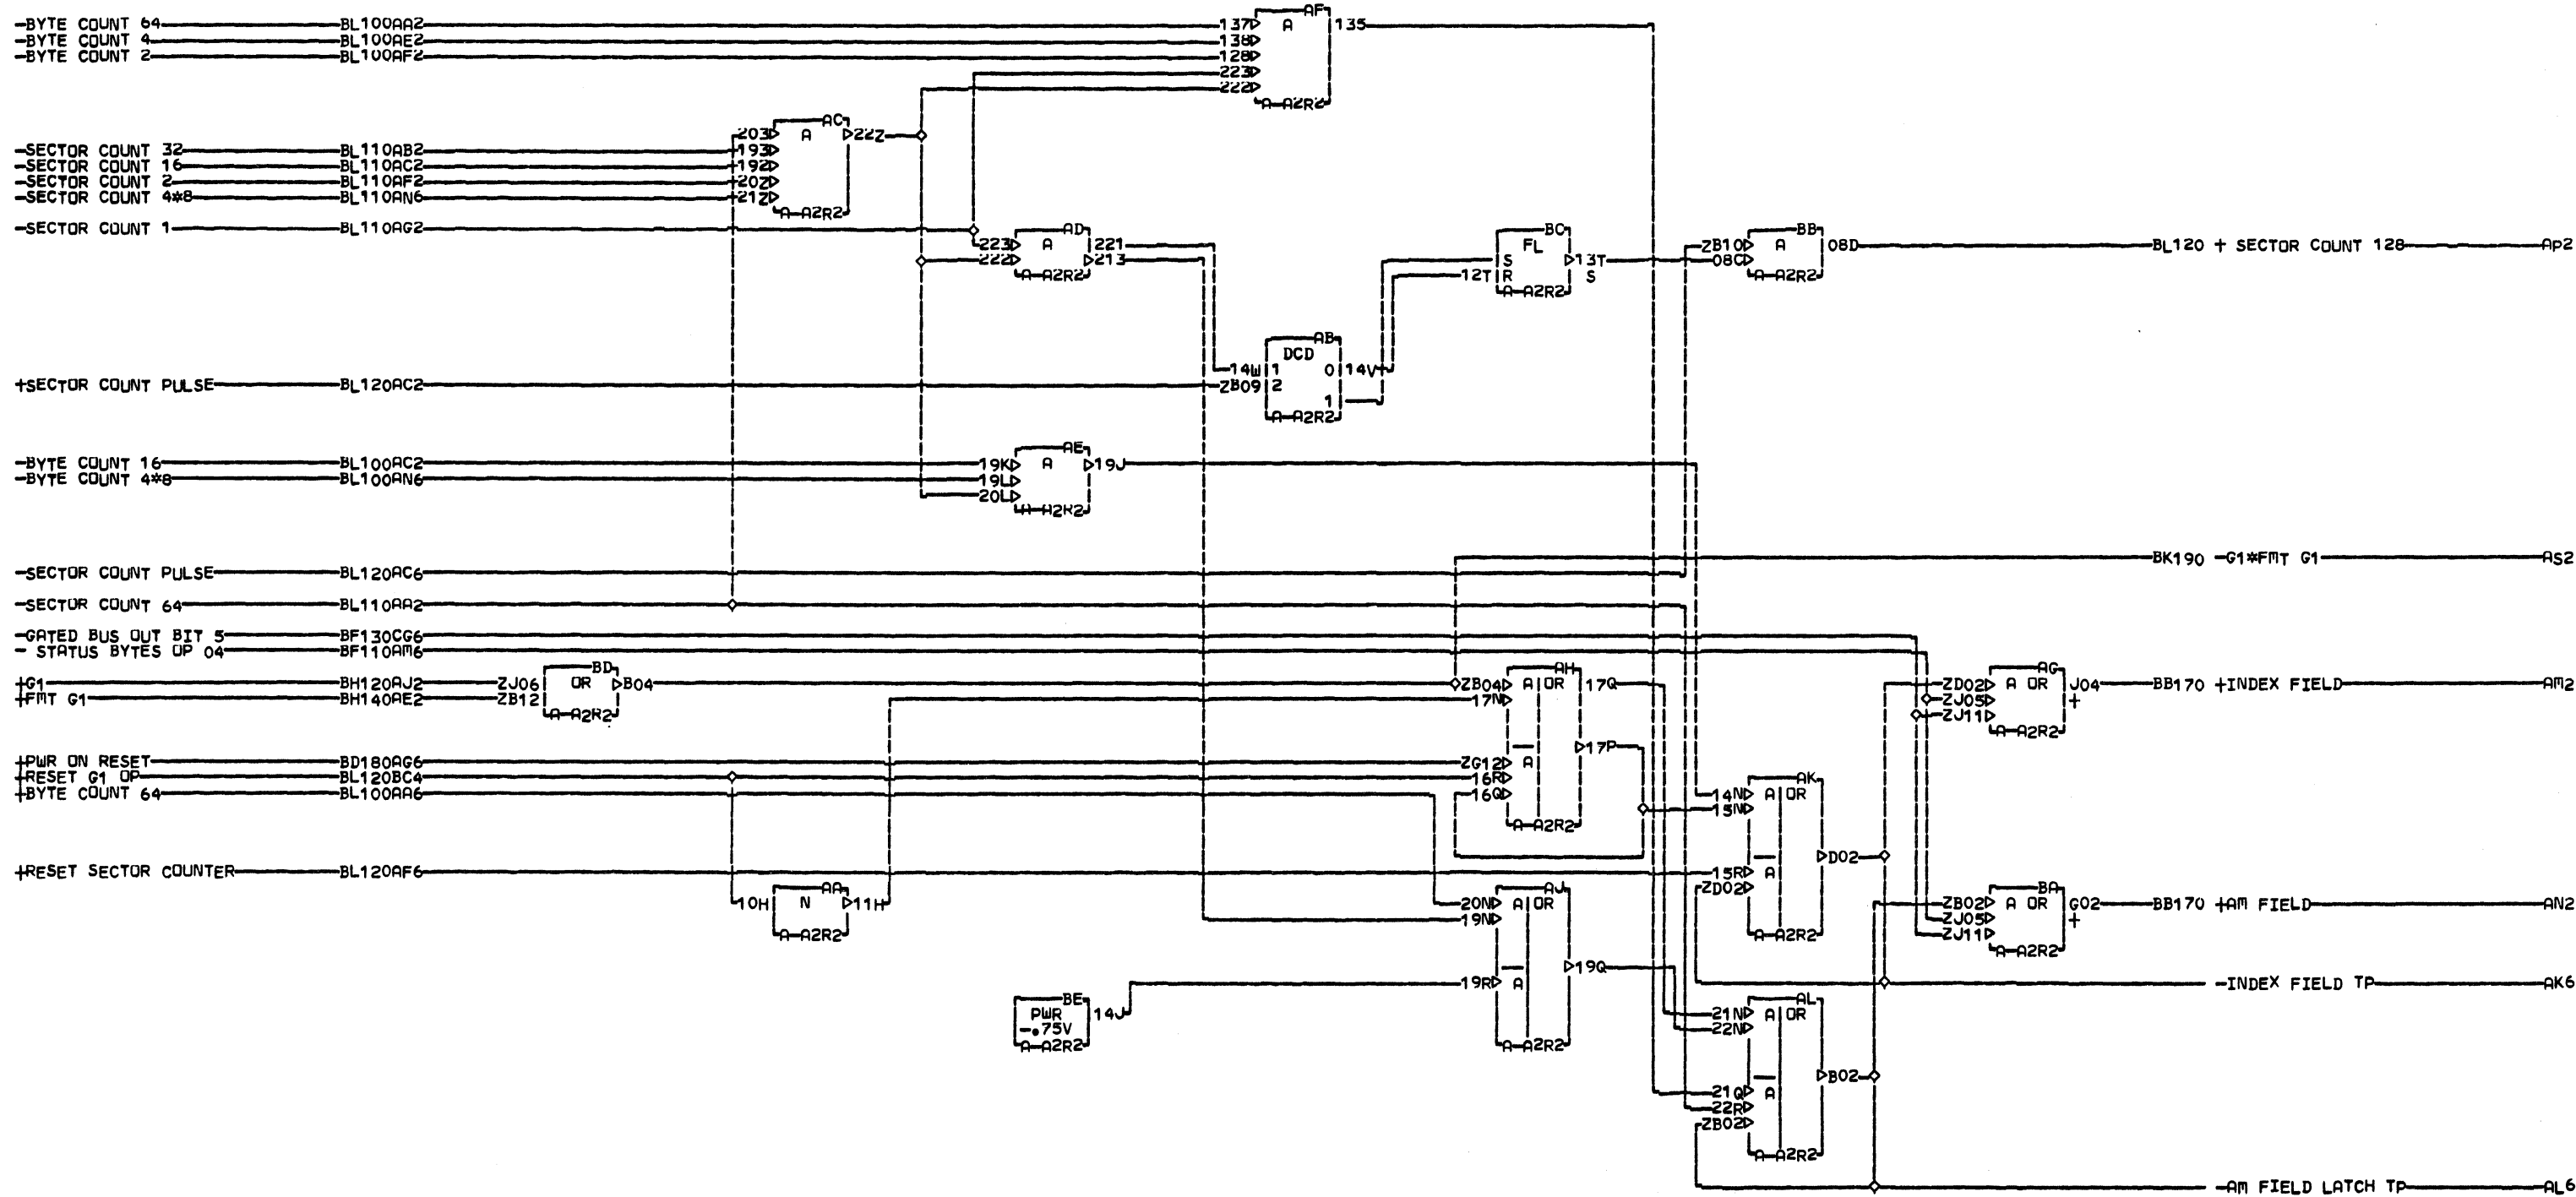 -BYTE COUNT 64 BL100AA2 137 A AF 135
-BYTE COUNT 4 BL100AE2 138
-BYTE COUNT 2 BL100AF2 128
223
222
A-A2R2
203 A AC 22Z
-SECTOR COUNT 32 BL110AB2 193
-SECTOR COUNT 16 BL110AC2 192
-SECTOR COUNT 2 BL110AF2 20Z
-SECTOR COUNT 4*8 BL110AN6 21Z
A-A2R2
-SECTOR COUNT 1 BL110AG2
223 A AD 221
222 213
A-A2R2
S FL BC 13T
12T R S
A-A2R2
ZB10 A BB 08D BL120 + SECTOR COUNT 128 AP2
08C
A-A2R2
AB
DCD
14W 1 0 14V
+SECTOR COUNT PULSE BL120AC2 ZB09 2
1
A-A2R2
AE
-BYTE COUNT 16 BL100AC2 19K A 19J
-BYTE COUNT 4*8 BL100AN6 19L
20L
A-A2R2
BK190 -G1*FMT G1 AS2
-SECTOR COUNT PULSE BL120AC6
-SECTOR COUNT 64 BL110AA2
-GATED BUS OUT BIT 5 BF130CG6
- STATUS BYTES OP 04 BF110AM6
+G1 BH120AJ2 ZJ06 OR BD B04 ZB04 A OR AH 17Q
+FMT G1 BH140AE2 ZB12 17N
A-A2R2
ZD02 A OR AG J04 BB170 +INDEX FIELD AM2
ZJ05 +
ZJ11
A-A2R2
17P
+PWR ON RESET BD180AG6 ZG12 A
+RESET G1 OP BL120BC4 16R
+BYTE COUNT 64 BL100AA6 16Q
A-A2R2
AK
14N A OR
15N
D02
+RESET SECTOR COUNTER BL120AF6 15R A
ZD02
A-A2R2
10H N AA 11H
A-A2R2
20N A OR AJ
19N
19Q
19R A
A-A2R2
ZB02 A OR BA G02 BB170 +AM FIELD AN2
ZJ05 +
ZJ11
A-A2R2
-INDEX FIELD TP AK6
BE
PWR 14J
-.75V
A-A2R2
AL
21N A OR
22N
B02
21Q A
22R
ZB02
A-A2R2
-AM FIELD LATCH TP AL6